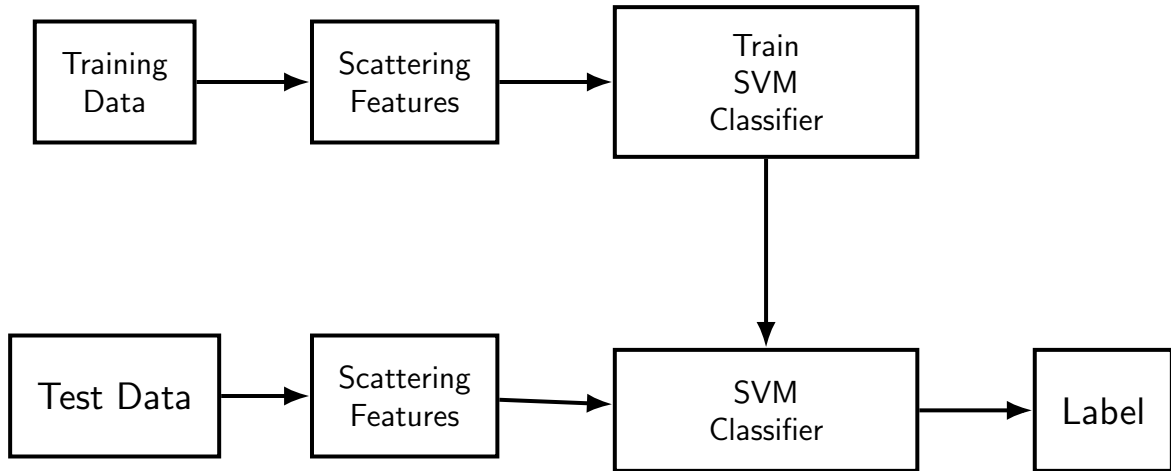 Training
Data
Scattering
Features
Train
SVM
Classifier
Test Data
Scattering
Features
SVM
Classifier
Label